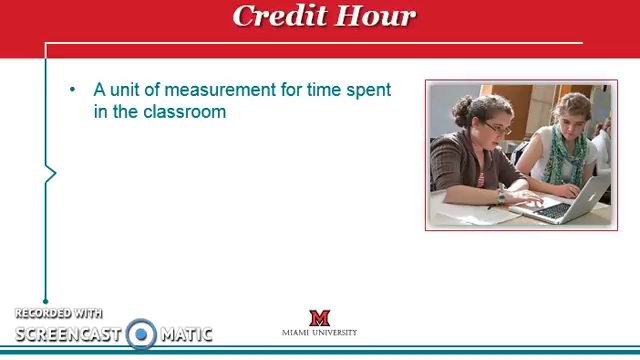 Credit Hour
• A unit of measurement for time spent
in the classroom
RECORDED WITH
SCREENCAST MATIC
M
MIAMI UNIVERSITY